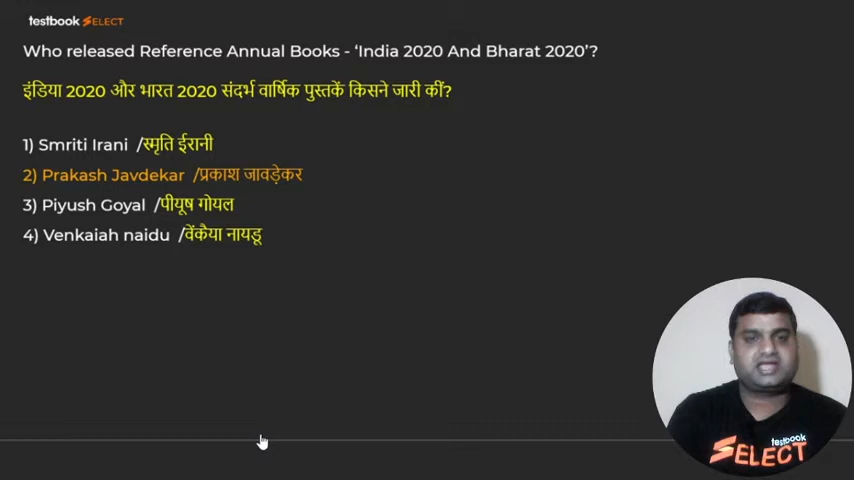 testbook SELECT
Who released Reference Annual Books - ‘India 2020 And Bharat 2020’?
इंडिया 2020 और भारत 2020 संदर्भ वार्षिक पुस्तकें किसने जारी कीं?
1) Smriti Irani /स्मृति ईरानी
2) Prakash Javdekar /प्रकाश जावड़ेकर
3) Piyush Goyal /पीयूष गोयल
4) Venkaiah naidu /वेंकैया नायडू
testbook
SELECT